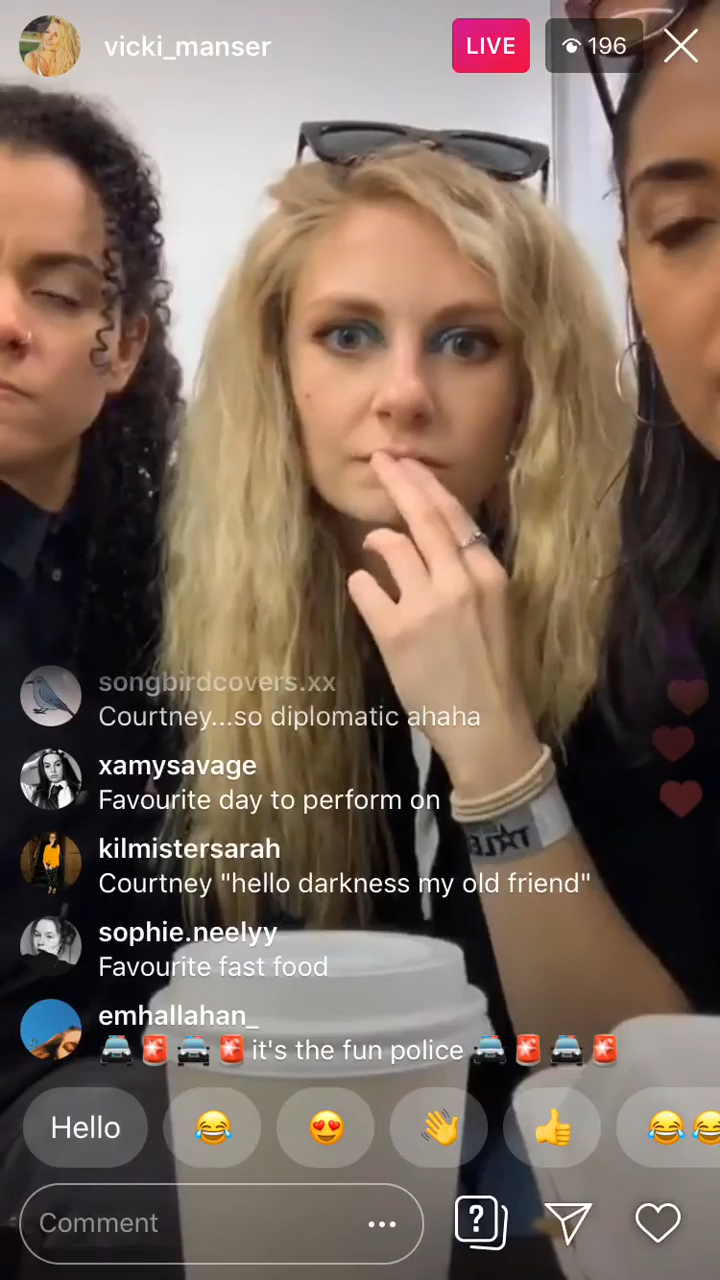 vicki_manser
LIVE
196
songbirdcovers.xx
Courtney...so diplomatic ahaha
xamysavage
Favourite day to perform on
kilmistersarah
Courtney "hello darkness my old friend"
sophie.neelyy
Favourite fast food
emhallahan_
🚔🚨🚔🚨it's the fun police 🚔🚨🚔🚨
Hello
Comment